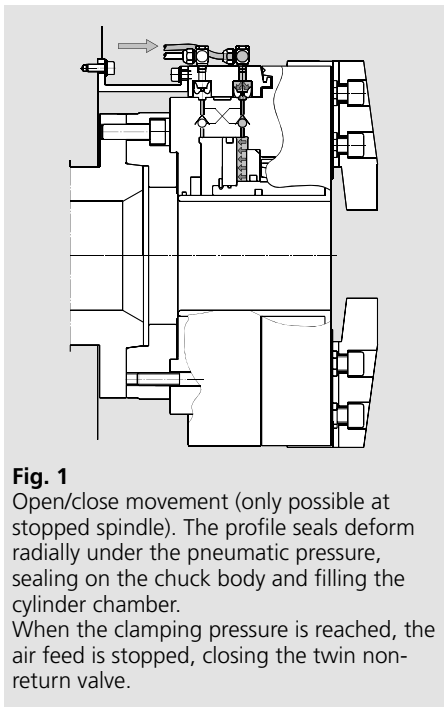 Fig. 1
Open/close movement (only possible at
stopped spindle). The profile seals deform
radially under the pneumatic pressure,
sealing on the chuck body and filling the
cylinder chamber.
When the clamping pressure is reached, the
air feed is stopped, closing the twin non-
return valve.